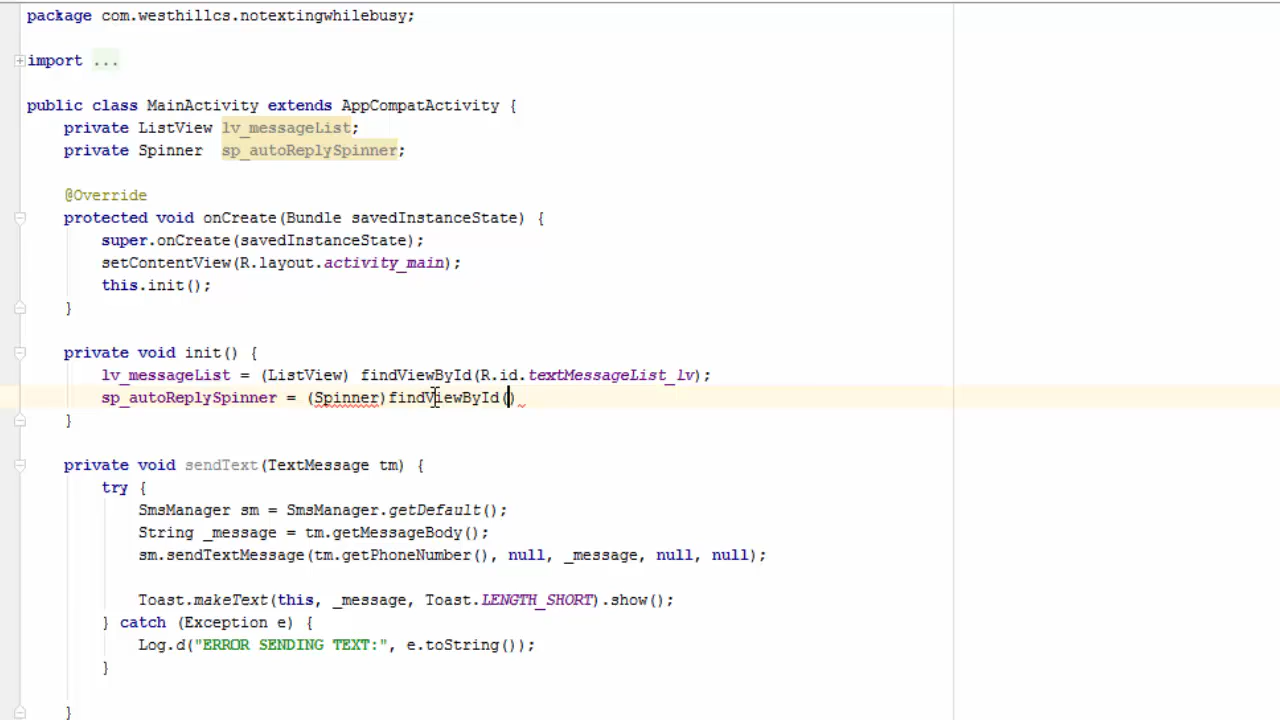 package com.westhillcs.notextingwhilebusy;
import ...
public class MainActivity extends AppCompatActivity {
private ListView lv_messageList;
private Spinner  sp_autoReplySpinner;
@Override
protected void onCreate(Bundle savedInstanceState) {
super.onCreate(savedInstanceState);
setContentView(R.layout.activity_main);
this.init();
}
private void init() {
lv_messageList = (ListView) findViewById(R.id.textMessageList_lv);
sp_autoReplySpinner = (Spinner)findViewById()
}
private void sendText(TextMessage tm) {
try {
SmsManager sm = SmsManager.getDefault();
String _message = tm.getMessageBody();
sm.sendTextMessage(tm.getPhoneNumber(), null, _message, null, null);
Toast.makeText(this, _message, Toast.LENGTH_SHORT).show();
} catch (Exception e) {
Log.d("ERROR SENDING TEXT:", e.toString());
}
}